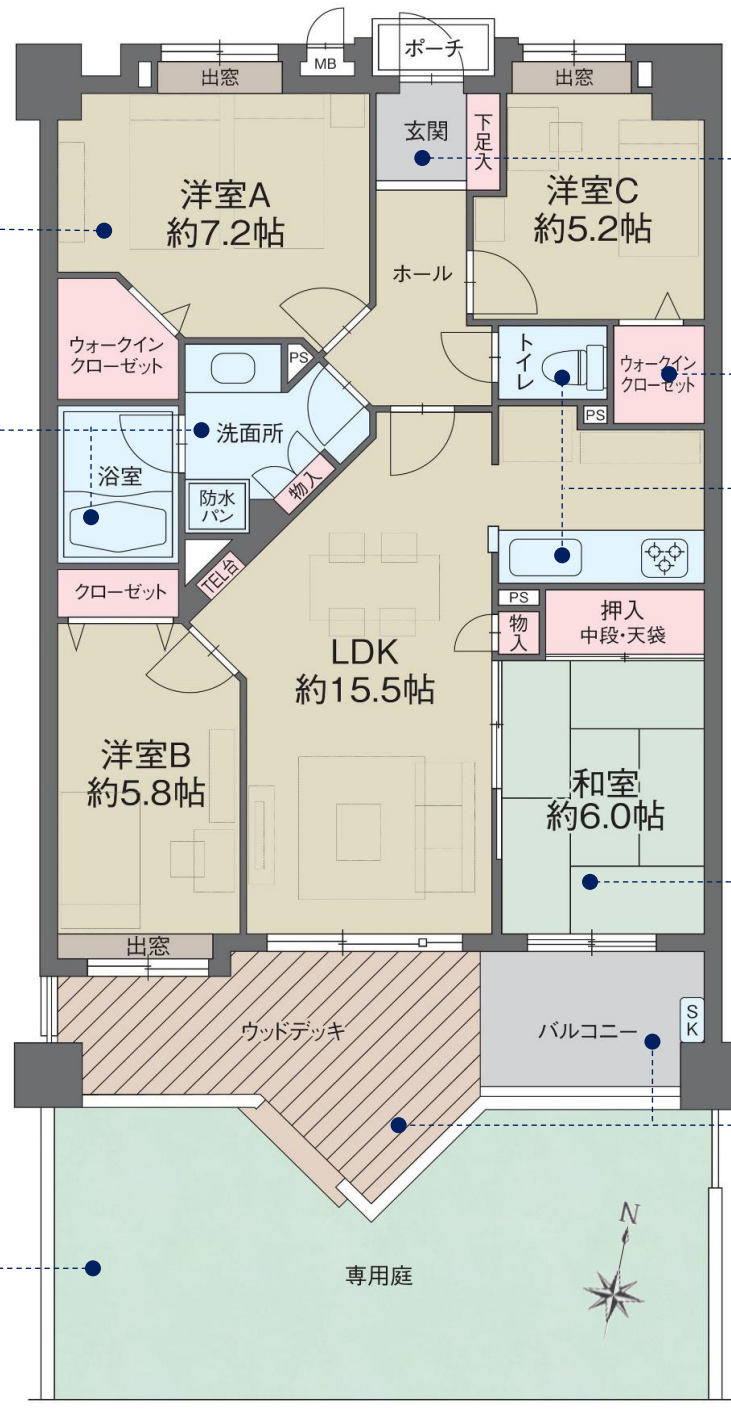 ポーチ
MB
出窓
出窓
玄関
下足入
洋室A
約7.2帖
洋室C
約5.2帖
ホール
ウォークイン
クローゼット
PS
トイレ
ウォークイン
クローゼット
PS
洗面所
浴室
物入
防水
パン
TEL台
クローゼット
PS
物入
押入
中段・天袋
LDK
約15.5帖
洋室B
約5.8帖
和室
約6.0帖
出窓
ウッドデッキ
バルコニー
SK
専用庭
N